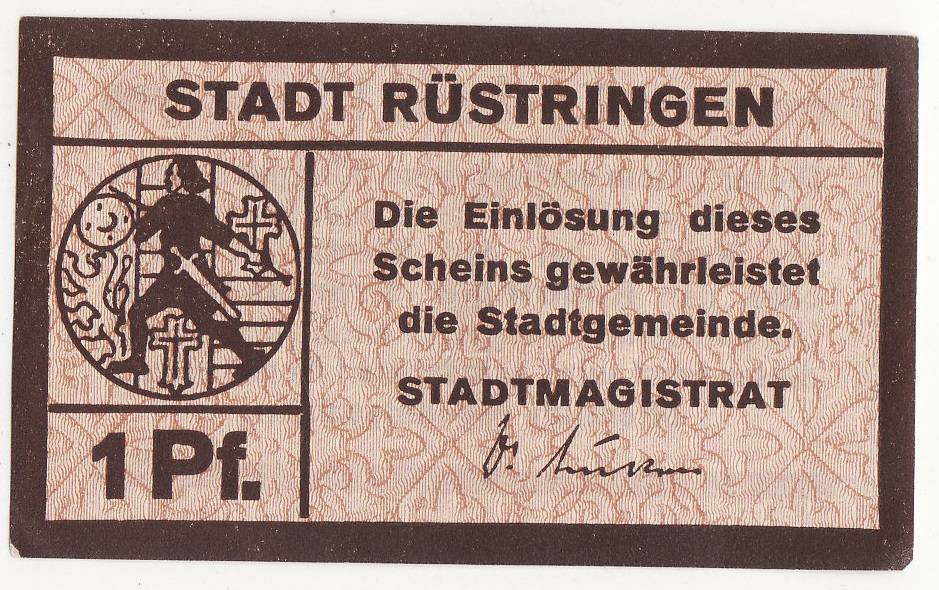 STADT RÜSTRINGEN
Die Einlösung dieses
Scheins gewährleistet
die Stadtgemeinde.
STADTMAGISTRAT
1 Pf.